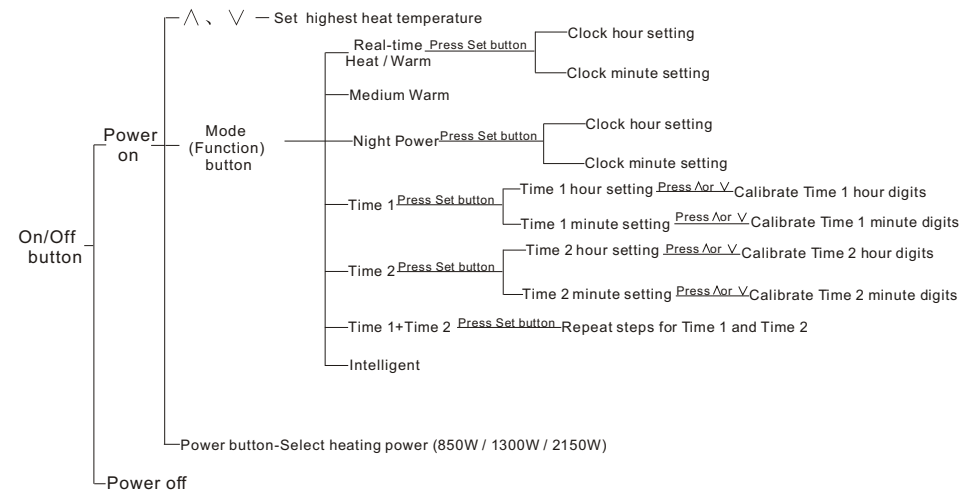 ∧、∨ — Set highest heat temperature
Real-time Heat / Warm Press Set button Clock hour setting
Clock minute setting
Medium Warm
Power on
Mode (Function) button
Night Power Press Set button Clock hour setting
Clock minute setting
Time 1 Press Set button Time 1 hour setting Press ∧or ∨ Calibrate Time 1 hour digits
Time 1 minute setting Press ∧or ∨ Calibrate Time 1 minute digits
On/Off button
Time 2 Press Set button Time 2 hour setting Press ∧or ∨ Calibrate Time 2 hour digits
Time 2 minute setting Press ∧or ∨ Calibrate Time 2 minute digits
Time 1+Time 2 Press Set button Repeat steps for Time 1 and Time 2
Intelligent
Power button-Select heating power (850W / 1300W / 2150W)
Power off